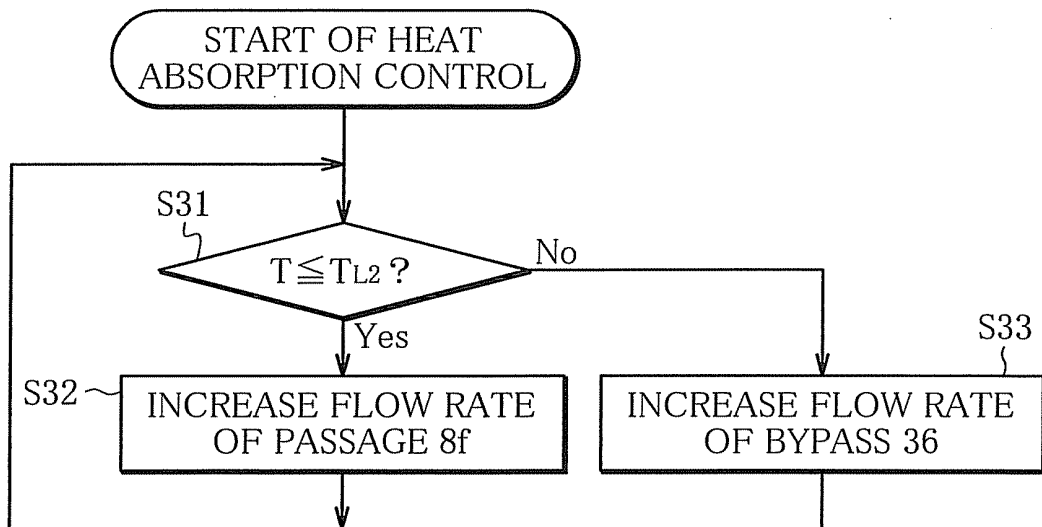 START OF HEAT
ABSORPTION CONTROL
S31
T≦TL2 ?
No
Yes
S32
INCREASE FLOW RATE
OF PASSAGE 8f
S33
INCREASE FLOW RATE
OF BYPASS 36